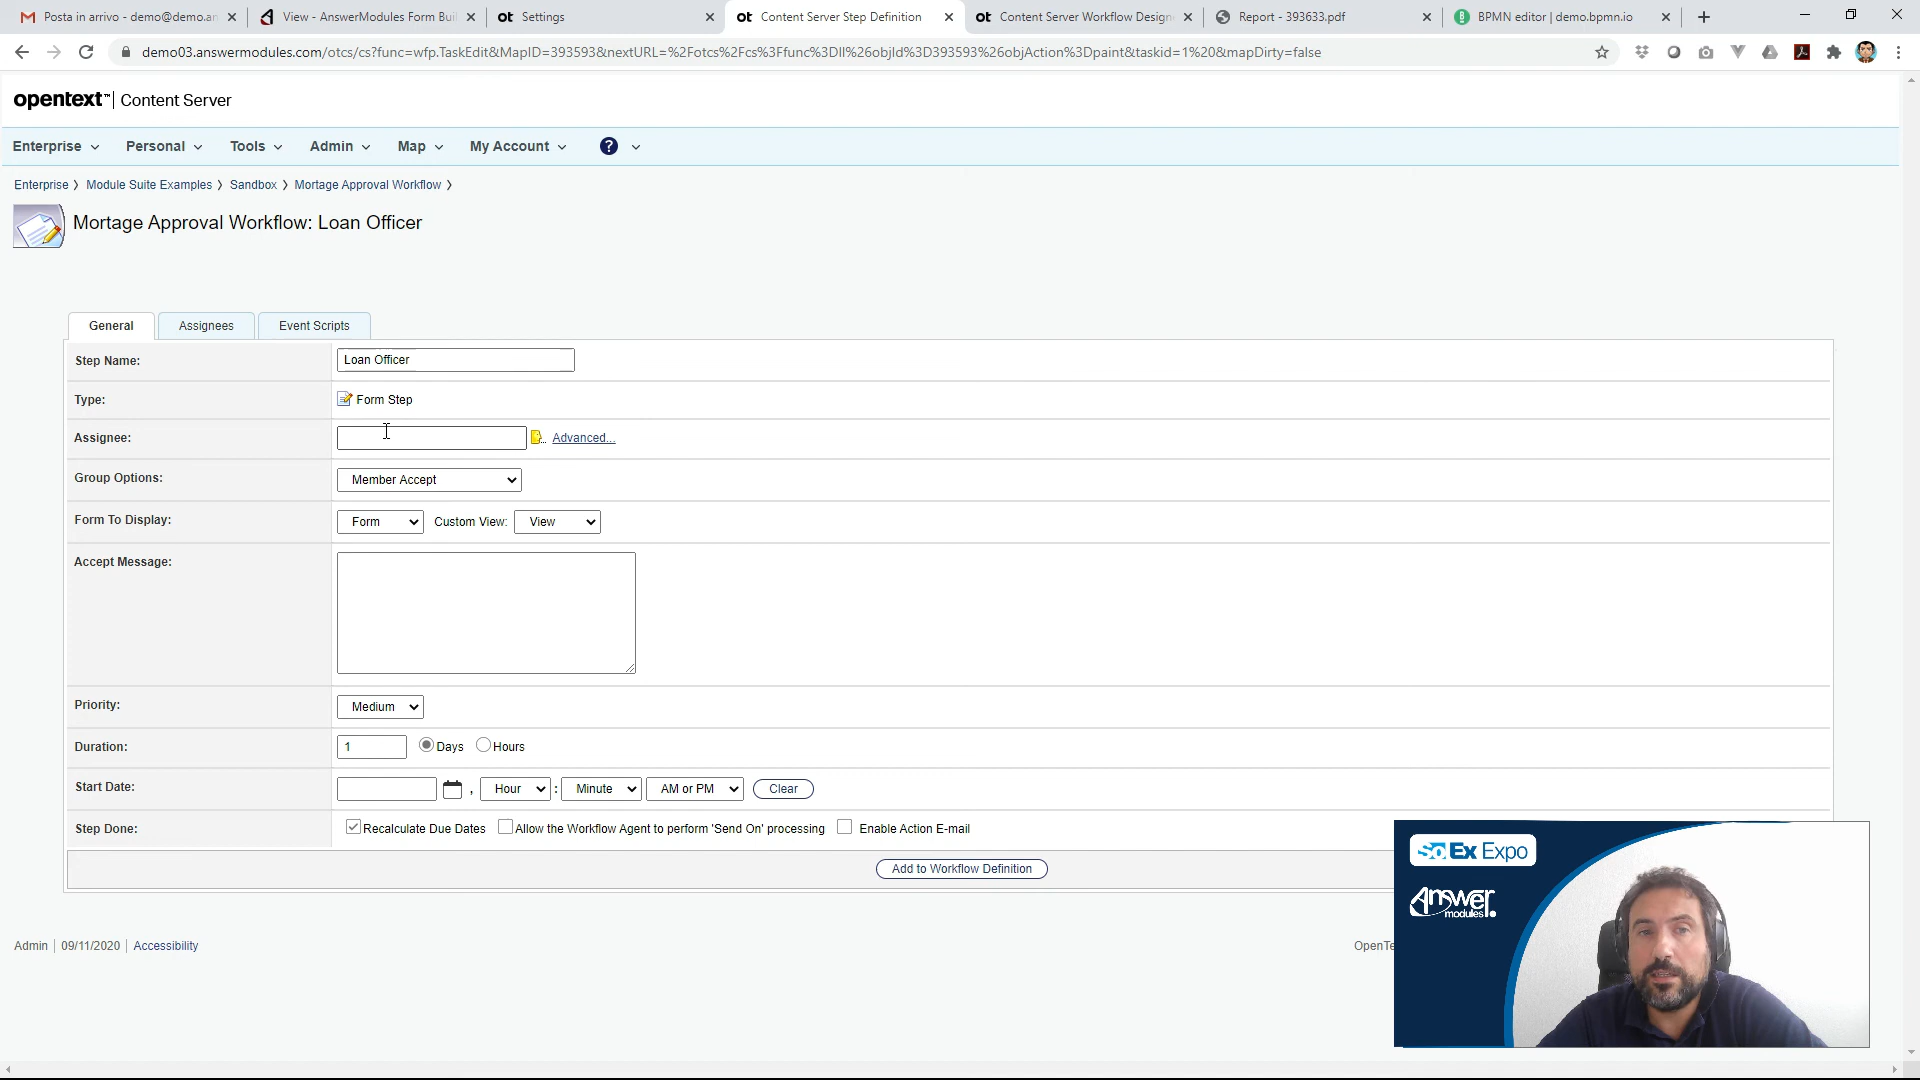 Posta in arrivo - demo@demo.an
View - AnswerModules Form Buil
Settings
Content Server Step Definition
Content Server Workflow Design
Report - 393633.pdf
BPMN editor | demo.bpmn.io
demo03.answermodules.com/otcs/cs?func=wfp.TaskEdit&MapID=393593&nextURL=%2Fotcs%2Fcs%3Ffunc%3Dll%26objId%3D393593%26objAction%3Dpaint&taskid=1%20&mapDirty=false
opentext™ | Content Server
Enterprise Personal Tools Admin Map My Account ?
Enterprise 〉 Module Suite Examples 〉 Sandbox 〉 Mortage Approval Workflow 〉
Mortage Approval Workflow: Loan Officer
General Assignees Event Scripts
Step Name: Loan Officer
Type: Form Step
Assignee: Advanced...
Group Options: Member Accept
Form To Display: Form Custom View: View
Accept Message:
Priority: Medium
Duration: 1 Days Hours
Start Date: , Hour : Minute AM or PM Clear
Step Done: Recalculate Due Dates Allow the Workflow Agent to perform 'Send On' processing Enable Action E-mail
Add to Workflow Definition
Admin | 09/11/2020 | Accessibility
OpenTe
SoEx Expo
Answer
modules.